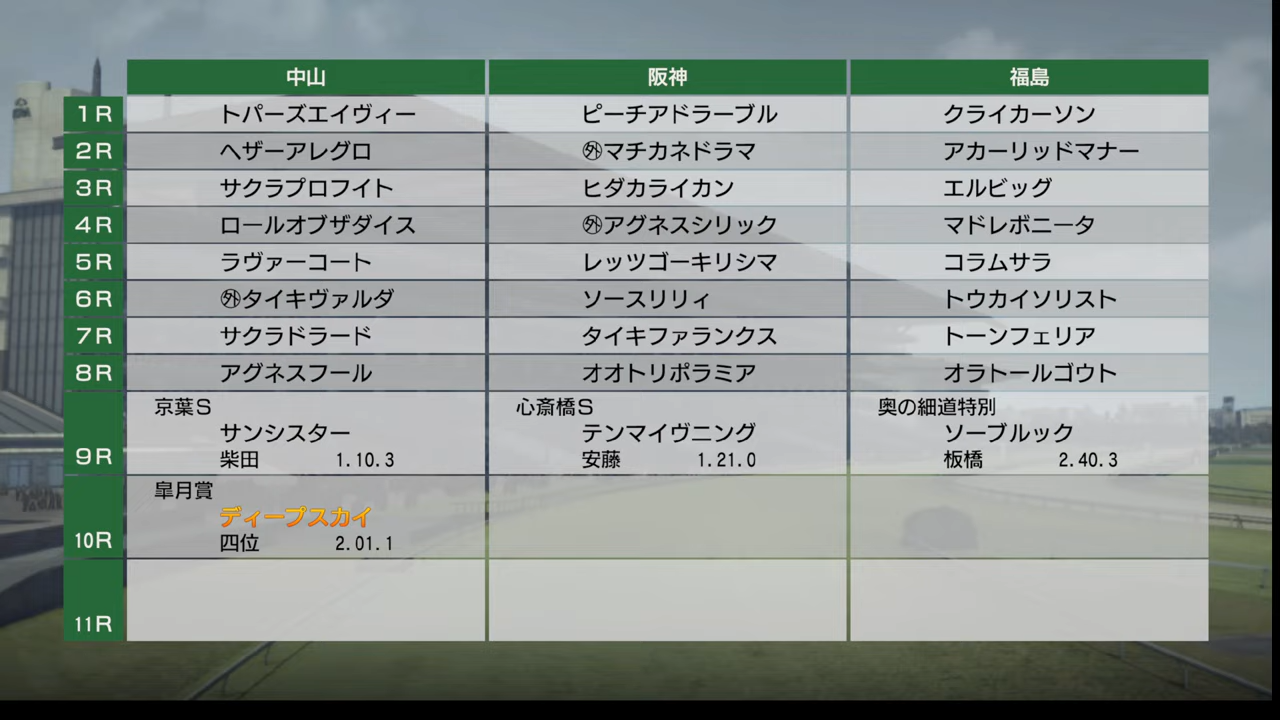 中山 阪神 福島
1R トパーズエイヴィー ピーチアドラーブル クライカーソン
2R ヘザーアレグロ ㊕マチカネドラマ アカーリッドマナー
3R サクラプロフイト ヒダカライカン エルビッグ
4R ロールオブザダイス 外アグネスシリック マドレボニータ
5R ラヴァーコート レッツゴーキリシマ コラムサラ
6R 外タイキヴァルダ ソースリリィ トウカイソリスト
7R サクラドラード タイキファランクス トーンフェリア
8R アグネスフール オオトリポラミア オラトールゴウト
京葉S 心斎橋S 奥の細道特別
サンシスター テンマイヴニング ソーブルック
9R 柴田 1.10.3 安藤 1.21.0 板橋 2.40.3
皐月賞
ディープスカイ
10R 四位 2.01.1
11R